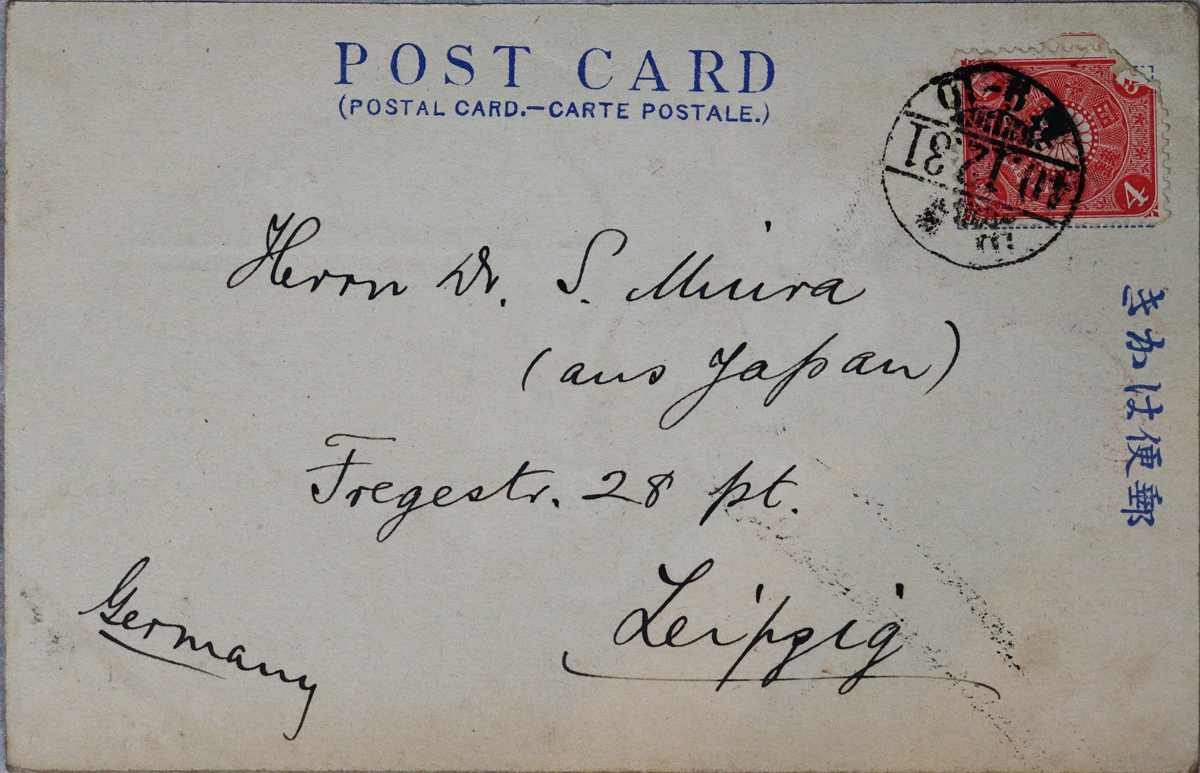 POST CARD
(POSTAL CARD.—CARTE POSTALE.)
4
Herrn Dr. S. Miura
(aus Japan)
Fregestr. 28 pt.
Leipzig
Germany
郵便はかき